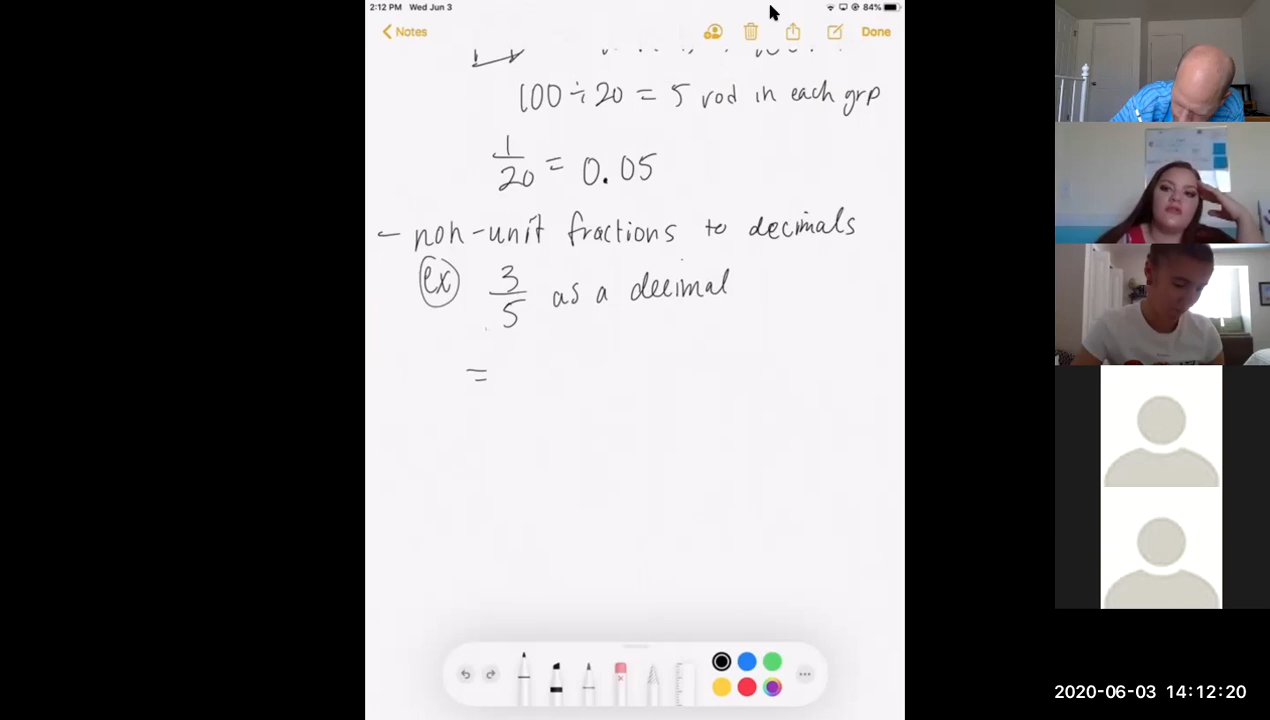 2:12 PM Wed Jun 3
84%
Notes
Done
100 ÷ 20 = 5 rod in each grp
1/20 = 0.05
- non-unit fractions to decimals
ex 3/5 as a decimal
=
2020-06-03 14:12:20